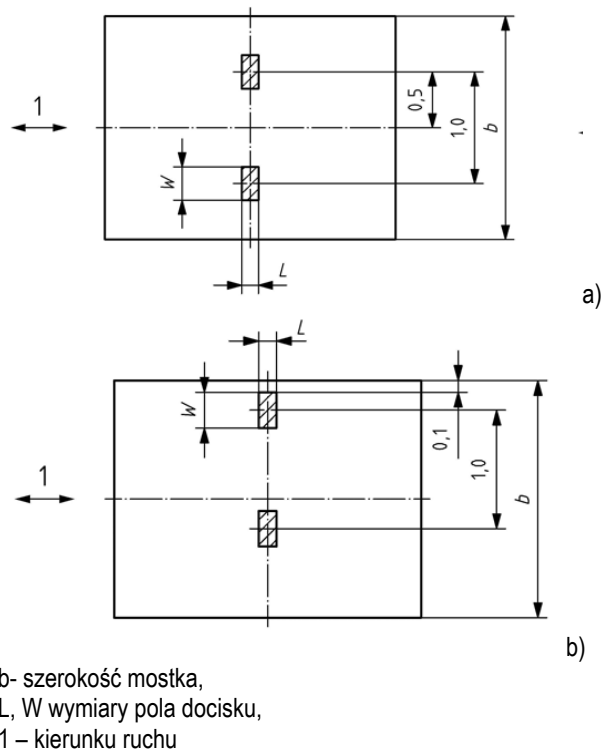 1
W
L
0,5
1,0
b
a)
L
W
1
0,1
1,0
b
b)
b- szerokość mostka,
L, W wymiary pola docisku,
1 – kierunku ruchu